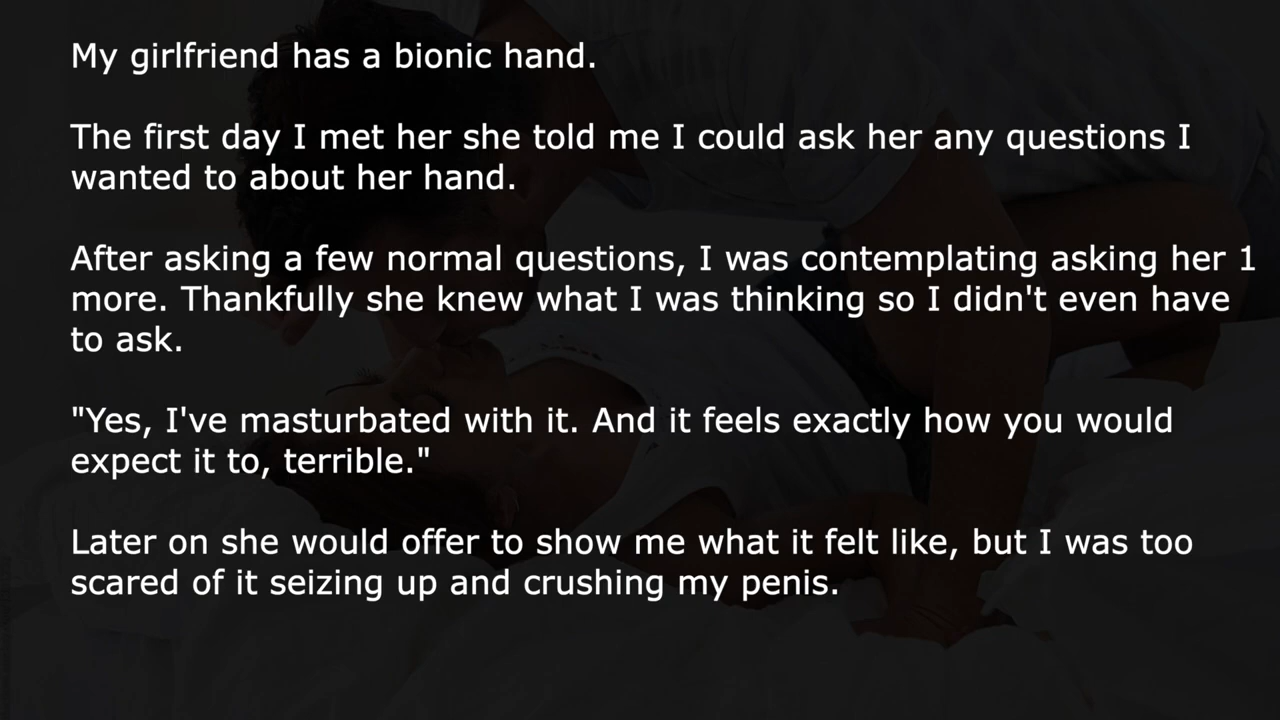 My girlfriend has a bionic hand.
The first day I met her she told me I could ask her any questions I
wanted to about her hand.
After asking a few normal questions, I was contemplating asking her 1
more. Thankfully she knew what I was thinking so I didn't even have
to ask.
"Yes, I've masturbated with it. And it feels exactly how you would
expect it to, terrible."
Later on she would offer to show me what it felt like, but I was too
scared of it seizing up and crushing my penis.